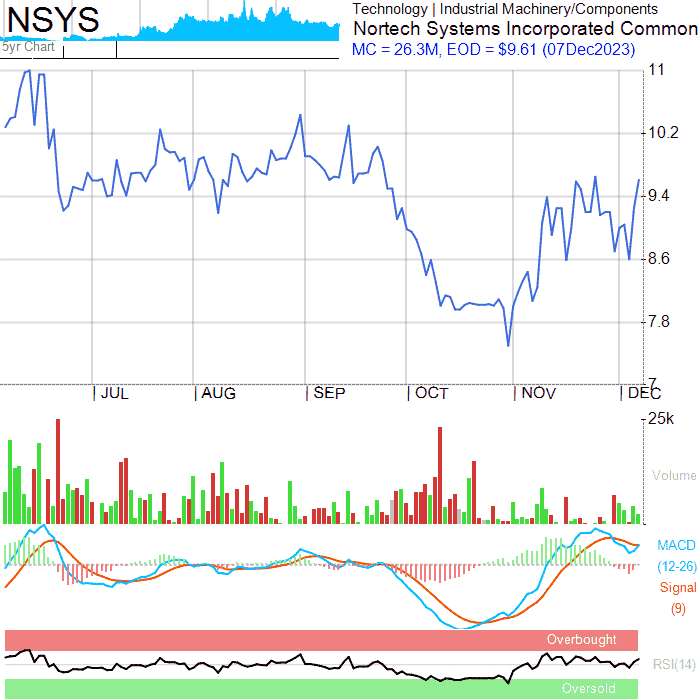 NSYS
Technology | Industrial Machinery/Components
Nortech Systems Incorporated Common
5yr Chart
MC = 26.3M, EOD = $9.61 (07Dec2023)
11
10.2
9.4
8.6
7.8
7
JUL AUG SEP OCT NOV DEC
25k
Volume
MACD
(12-26)
Signal
(9)
Overbought
RSI(14)
Oversold